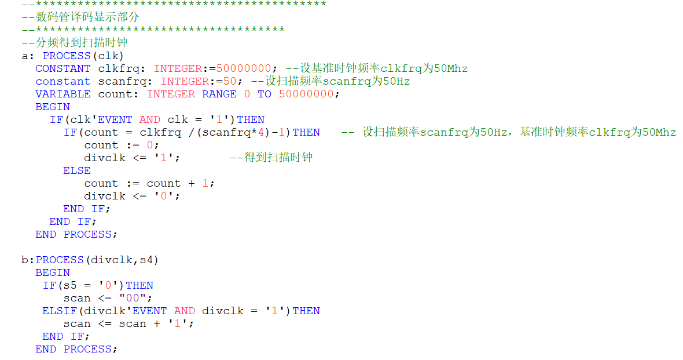 --******************************************
--数码管译码显示部分
--************************************
--分频得到扫描时钟
a: PROCESS(clk)
CONSTANT clkfrq: INTEGER:=50000000; --设基准时钟频率clkfrq为50Mhz
constant scanfrq: INTEGER:=50; --设扫描频率scanfrq为50Hz
VARIABLE count: INTEGER RANGE 0 TO 50000000;
BEGIN
IF(clk'EVENT AND clk = '1')THEN
IF(count = clkfrq /(scanfrq*4)-1)THEN -- 设扫描频率scanfrq为50Hz，基准时钟频率clkfrq为50Mhz
count := 0;
divclk <= '1'; --得到扫描时钟
ELSE
count := count + 1;
divclk <= '0';
END IF;
END IF;
END PROCESS;
b:PROCESS(divclk,s4)
BEGIN
IF(s5 = '0')THEN
scan <= "00";
ELSIF(divclk'EVENT AND divclk = '1')THEN
scan <= scan + '1';
END IF;
END PROCESS;